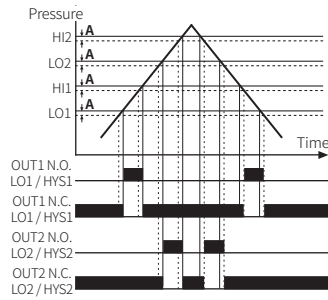 Pressure
HI2
A
LO2
A
HI1
A
LO1
A
Time
OUT1 N.O.
LO1 / HYS1
OUT1 N.C.
LO1 / HYS1
OUT2 N.O.
LO2 / HYS2
OUT2 N.C.
LO2 / HYS2